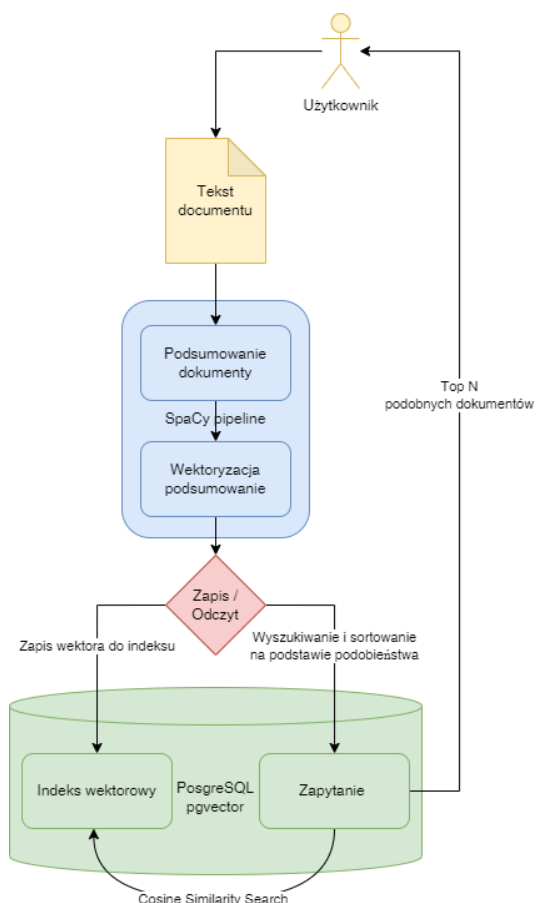 Użytkownik
Tekst
documentu
Podsumowanie
dokumenty
SpaCy pipeline
Wektoryzacja
podsumowanie
Top N
podobnych dokumentów
Zapis /
Odczyt
Zapis wektora do indeksu
Wyszukiwanie i sortowanie
na podstawie podobieństwa
Indeks wektorowy
PosgreSQL
pgvector
Zapytanie
Cosine Similarity Search